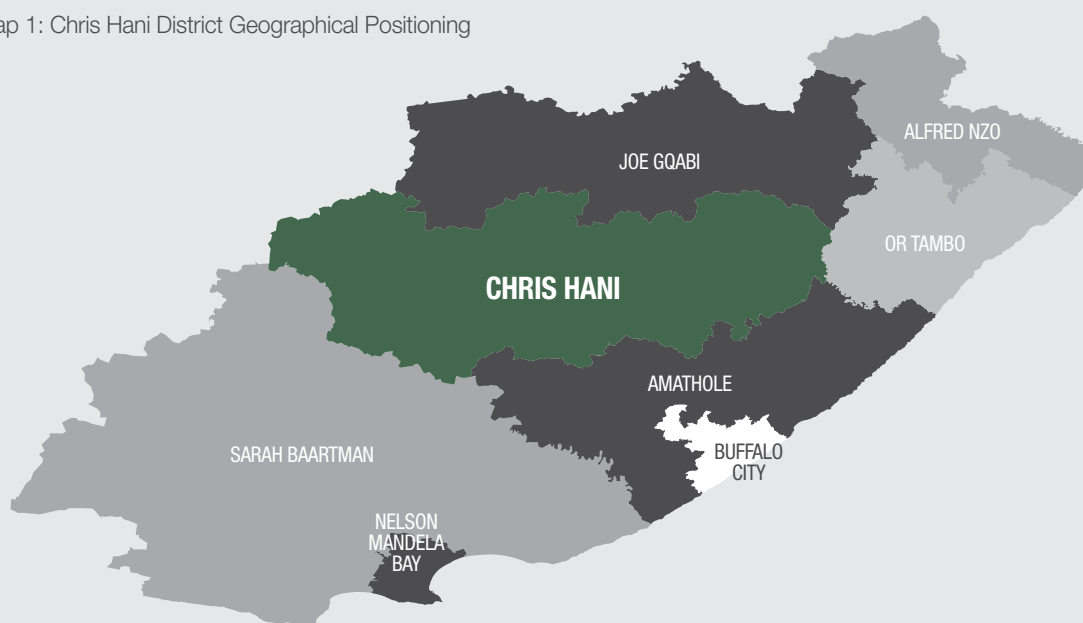 ap 1: Chris Hani District Geographical Positioning
ALFRED NZO
JOE GQABI
OR TAMBO
CHRIS HANI
AMATHOLE
BUFFALO
CITY
SARAH BAARTMAN
NELSON
MANDELA
BAY